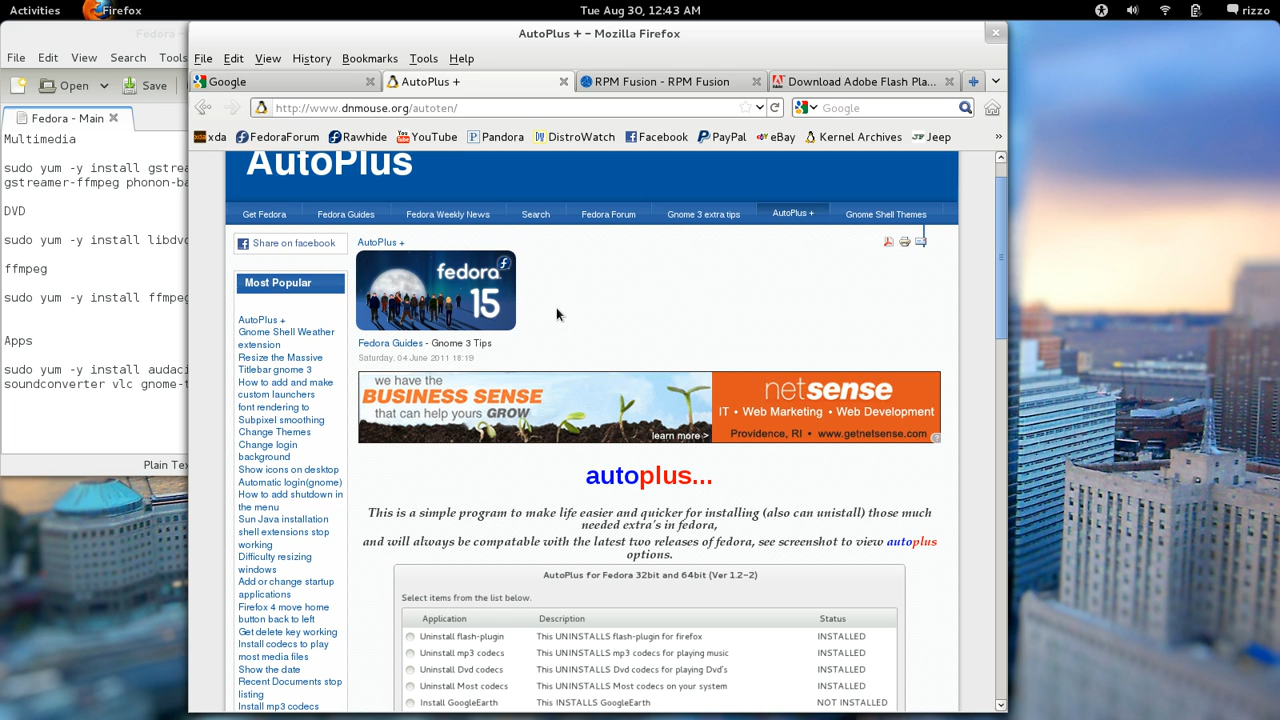 Activities
Firefox
Tue Aug 30, 12:43 AM
rizzo
Fedora -
File Edit View Search Tools
Open Save
Fedora - Main
Multimedia
sudo yum -y install gst
gstreamer-ffmpeg phonon-ba
DVD
sudo yum -y install libdvc
ffmpeg
sudo yum -y install ffmpeg
Apps
sudo yum -y install audac
soundconverter vlc gnome-t
Plain Tex
AutoPlus + - Mozilla Firefox
File Edit View History Bookmarks Tools Help
Google
AutoPlus +
RPM Fusion - RPM Fusion
Download Adobe Flash Pla...
http://www.dnmouse.org/autoten/
Google
xda FedoraForum Rawhide YouTube Pandora DistroWatch Facebook PayPal eBay Kernel Archives Jeep »
AutoPlus
Get Fedora Fedora Guides Fedora Weekly News Search Fedora Forum Gnome 3 extra tips AutoPlus + Gnome Shell Themes
Share on facebook
Most Popular
AutoPlus +
Gnome Shell Weather
extension
Resize the Massive
Titlebar gnome 3
How to add and make
custom launchers
font rendering to
Subpixel smoothing
Change Themes
Change login
background
Show icons on desktop
Automatic login(gnome)
How to add shutdown in
the menu
Sun Java installation
shell extensions stop
working
Difficulty resizing
windows
Add or change startup
applications
Firefox 4 move home
button back to left
Get delete key working
Install codecs to play
most media files
Show the date
Recent Documents stop
listing
Install mp3 codecs
AutoPlus +
fedora
15
Fedora Guides - Gnome 3 Tips
Saturday, 04 June 2011 18:19
we have the
BUSINESS SENSE
that can help yours GROW
learn more >
netsense
IT • Web Marketing • Web Development
Providence, RI • www.getnetsense.com
autoplus...
This is a simple program to make life easier and quicker for installing (also can unistall) those much
needed extra's in fedora,
and will always be compatable with the latest two releases of fedora, see screenshot to view autoplus
options.
AutoPlus for Fedora 32bit and 64bit (Ver 1.2-2)
Select items from the list below.
Application Description Status
Uninstall flash-plugin This UNINSTALLS flash-plugin for firefox INSTALLED
Uninstall mp3 codecs This UNINSTALLS mp3 codecs for playing music INSTALLED
Uninstall Dvd codecs This UNINSTALLS Dvd codecs for playing Dvd's INSTALLED
Uninstall Most codecs This UNINSTALLS Most codecs on your system INSTALLED
Install GoogleEarth This INSTALLS GoogleEarth NOT INSTALLED